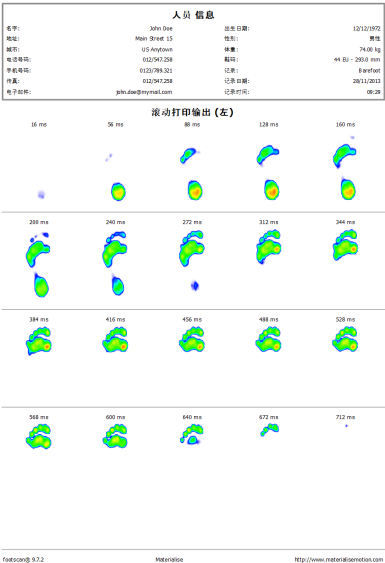 人员 信息
名字: John Doe 出生日期: 12/12/1972
地址: Main Street 15 性别: 男性
城市: US Anytown 体重: 74.00 kg
电话号码: 012/547.258 鞋码: 44 EU - 293.0 mm
手机号码: 0123/789.321 记录: Barefoot
传真: 012/547.258 记录日期: 28/11/2013
电子邮件: john.doe@mymail.com 记录时间: 09:29
滚动打印输出 (左)
16 ms 56 ms 88 ms 128 ms 160 ms
200 ms 240 ms 272 ms 312 ms 344 ms
384 ms 416 ms 456 ms 488 ms 528 ms
568 ms 600 ms 640 ms 672 ms 712 ms
footscan® 9.7.2 Materialise http://www.materialisemotion.com